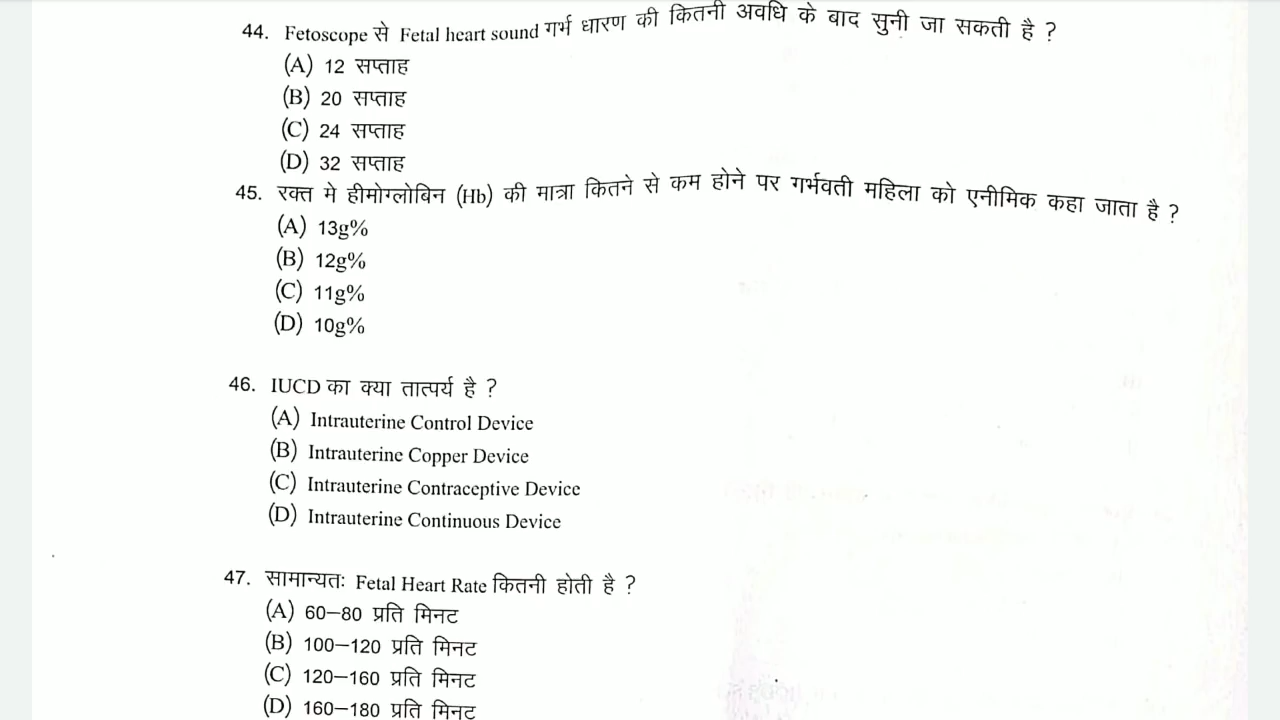 44. Fetoscope से Fetal heart sound गर्भ धारण की कितनी अवधि के बाद सुनी जा सकती है ?
(A) 12 सप्ताह
(B) 20 सप्ताह
(C) 24 सप्ताह
(D) 32 सप्ताह
45. रक्त मे हीमोग्लोबिन (Hb) की मात्रा कितने से कम होने पर गर्भवती महिला को एनीमिक कहा जाता है ?
(A) 13g%
(B) 12g%
(C) 11g%
(D) 10g%
46. IUCD का क्या तात्पर्य है ?
(A) Intrauterine Control Device
(B) Intrauterine Copper Device
(C) Intrauterine Contraceptive Device
(D) Intrauterine Continuous Device
47. सामान्यतः Fetal Heart Rate कितनी होती है ?
(A) 60–80 प्रति मिनट
(B) 100–120 प्रति मिनट
(C) 120–160 प्रति मिनट
(D) 160–180 प्रति मिनट